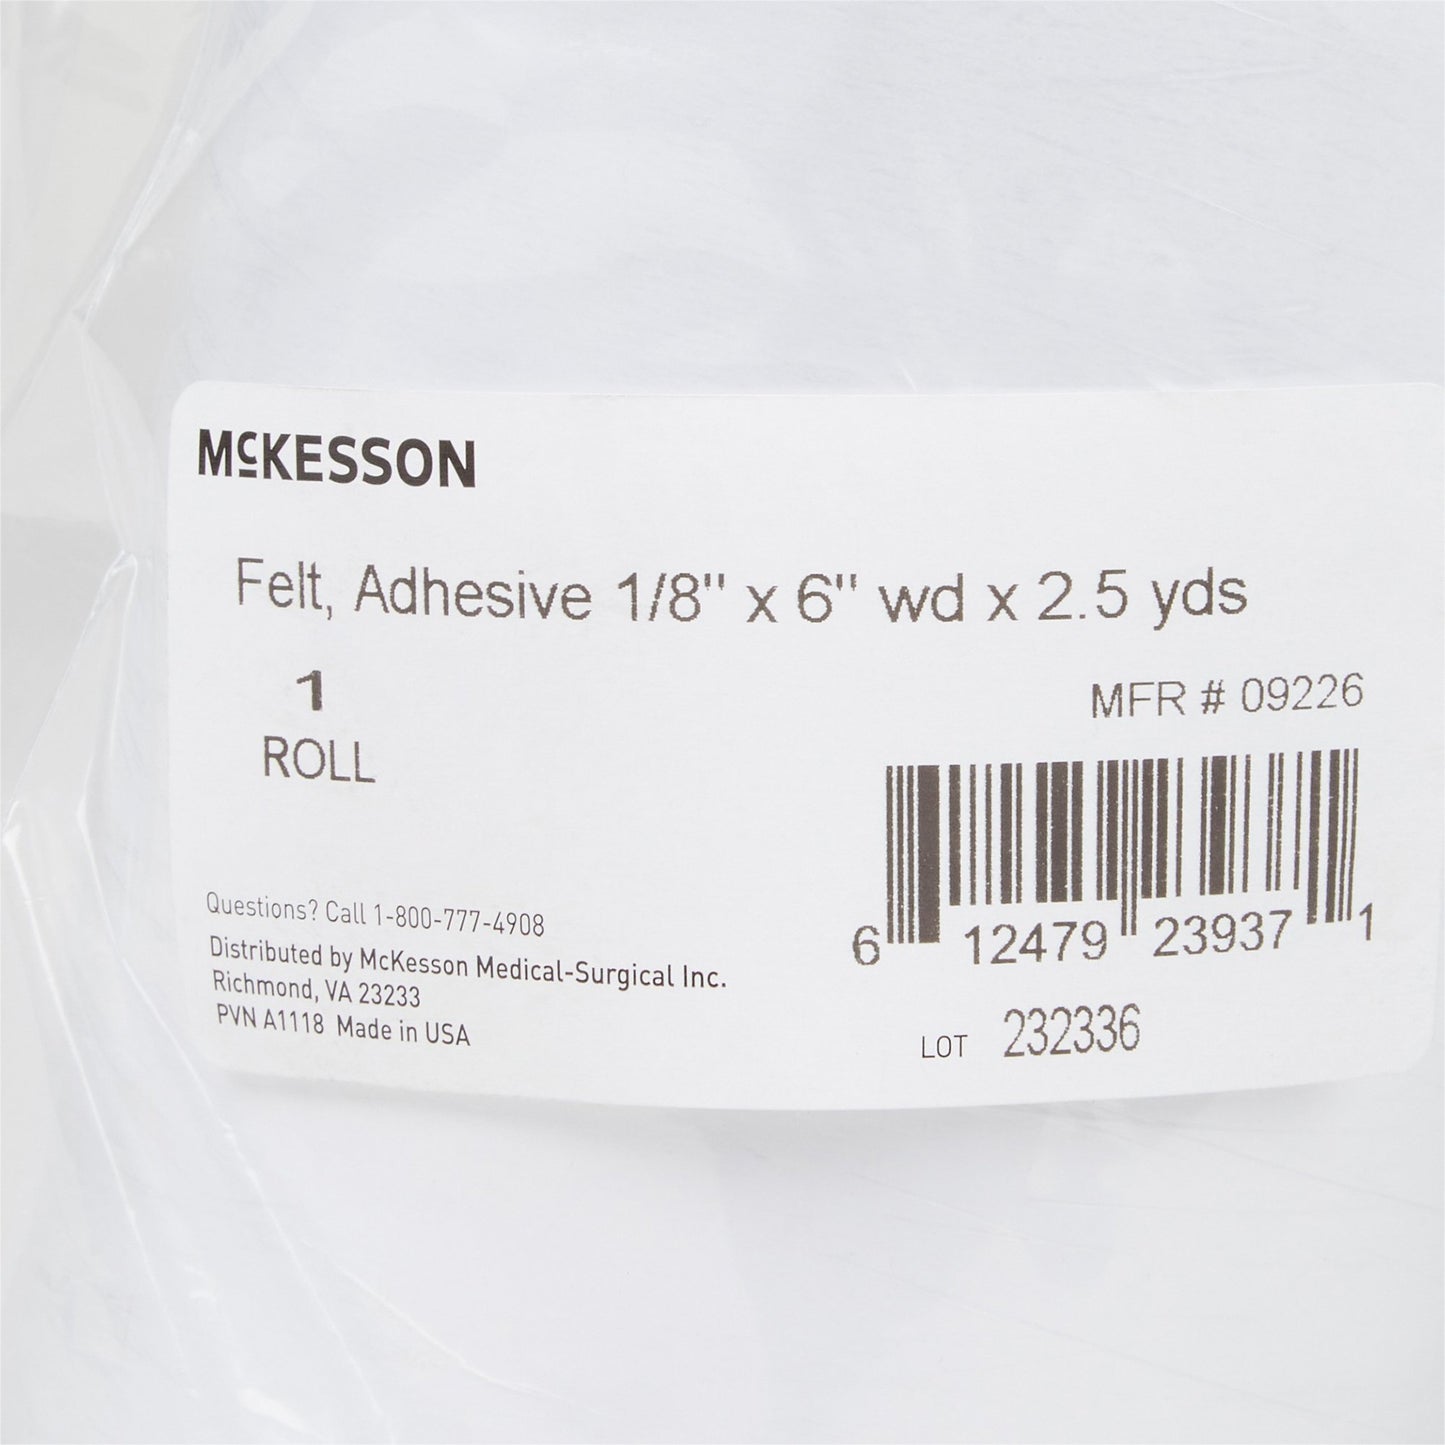 McKESSON
Felt, Adhesive 1/8" x 6" wd x 2.5 yds
1
ROLL
MFR # 09226
6 12479 23937 1
Questions? Call 1-800-777-4908
Distributed by McKesson Medical-Surgical Inc.
Richmond, VA 23233
PVN A1118 Made in USA
LOT 232336